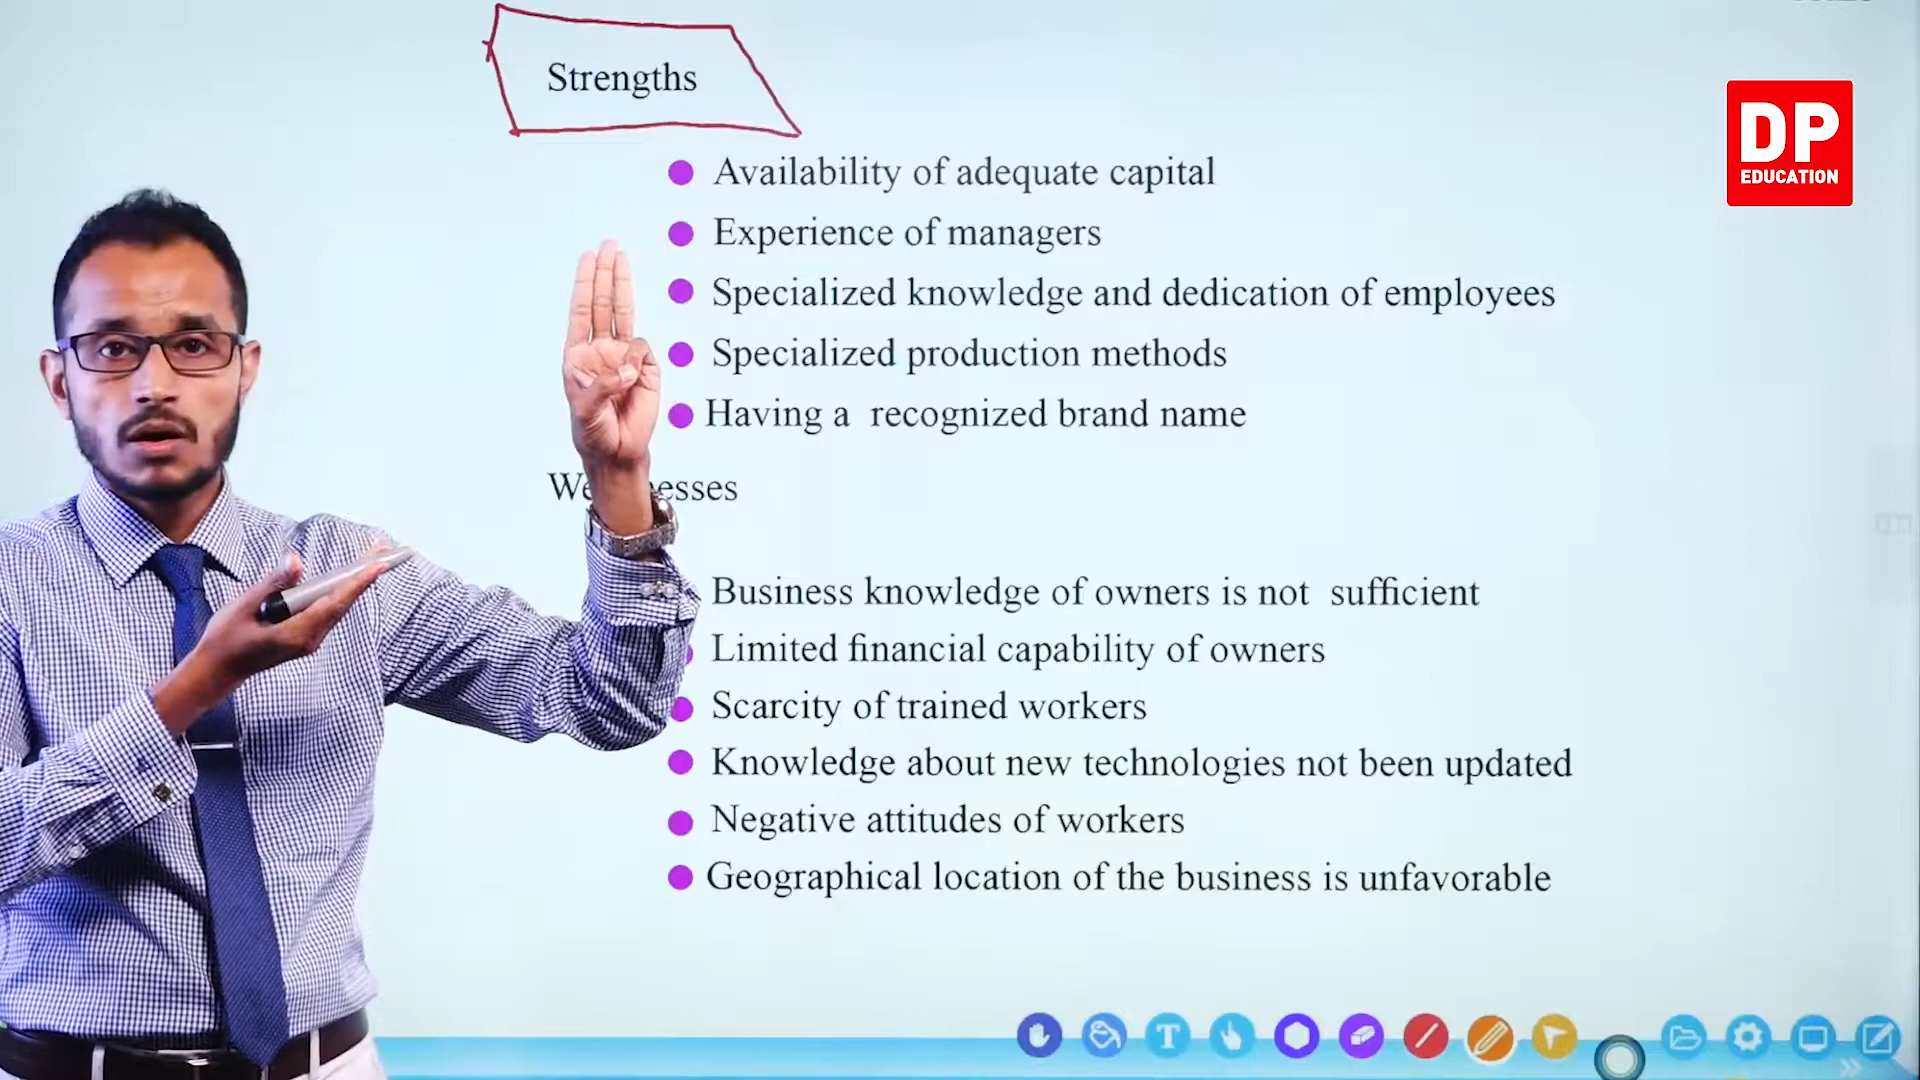 Strengths
DP
EDUCATION
Availability of adequate capital
Experience of managers
Specialized knowledge and dedication of employees
Specialized production methods
Having a recognized brand name
Business knowledge of owners is not sufficient
Limited financial capability of owners
Scarcity of trained workers
Knowledge about new technologies not been updated
Negative attitudes of workers
Geographical location of the business is unfavorable
T